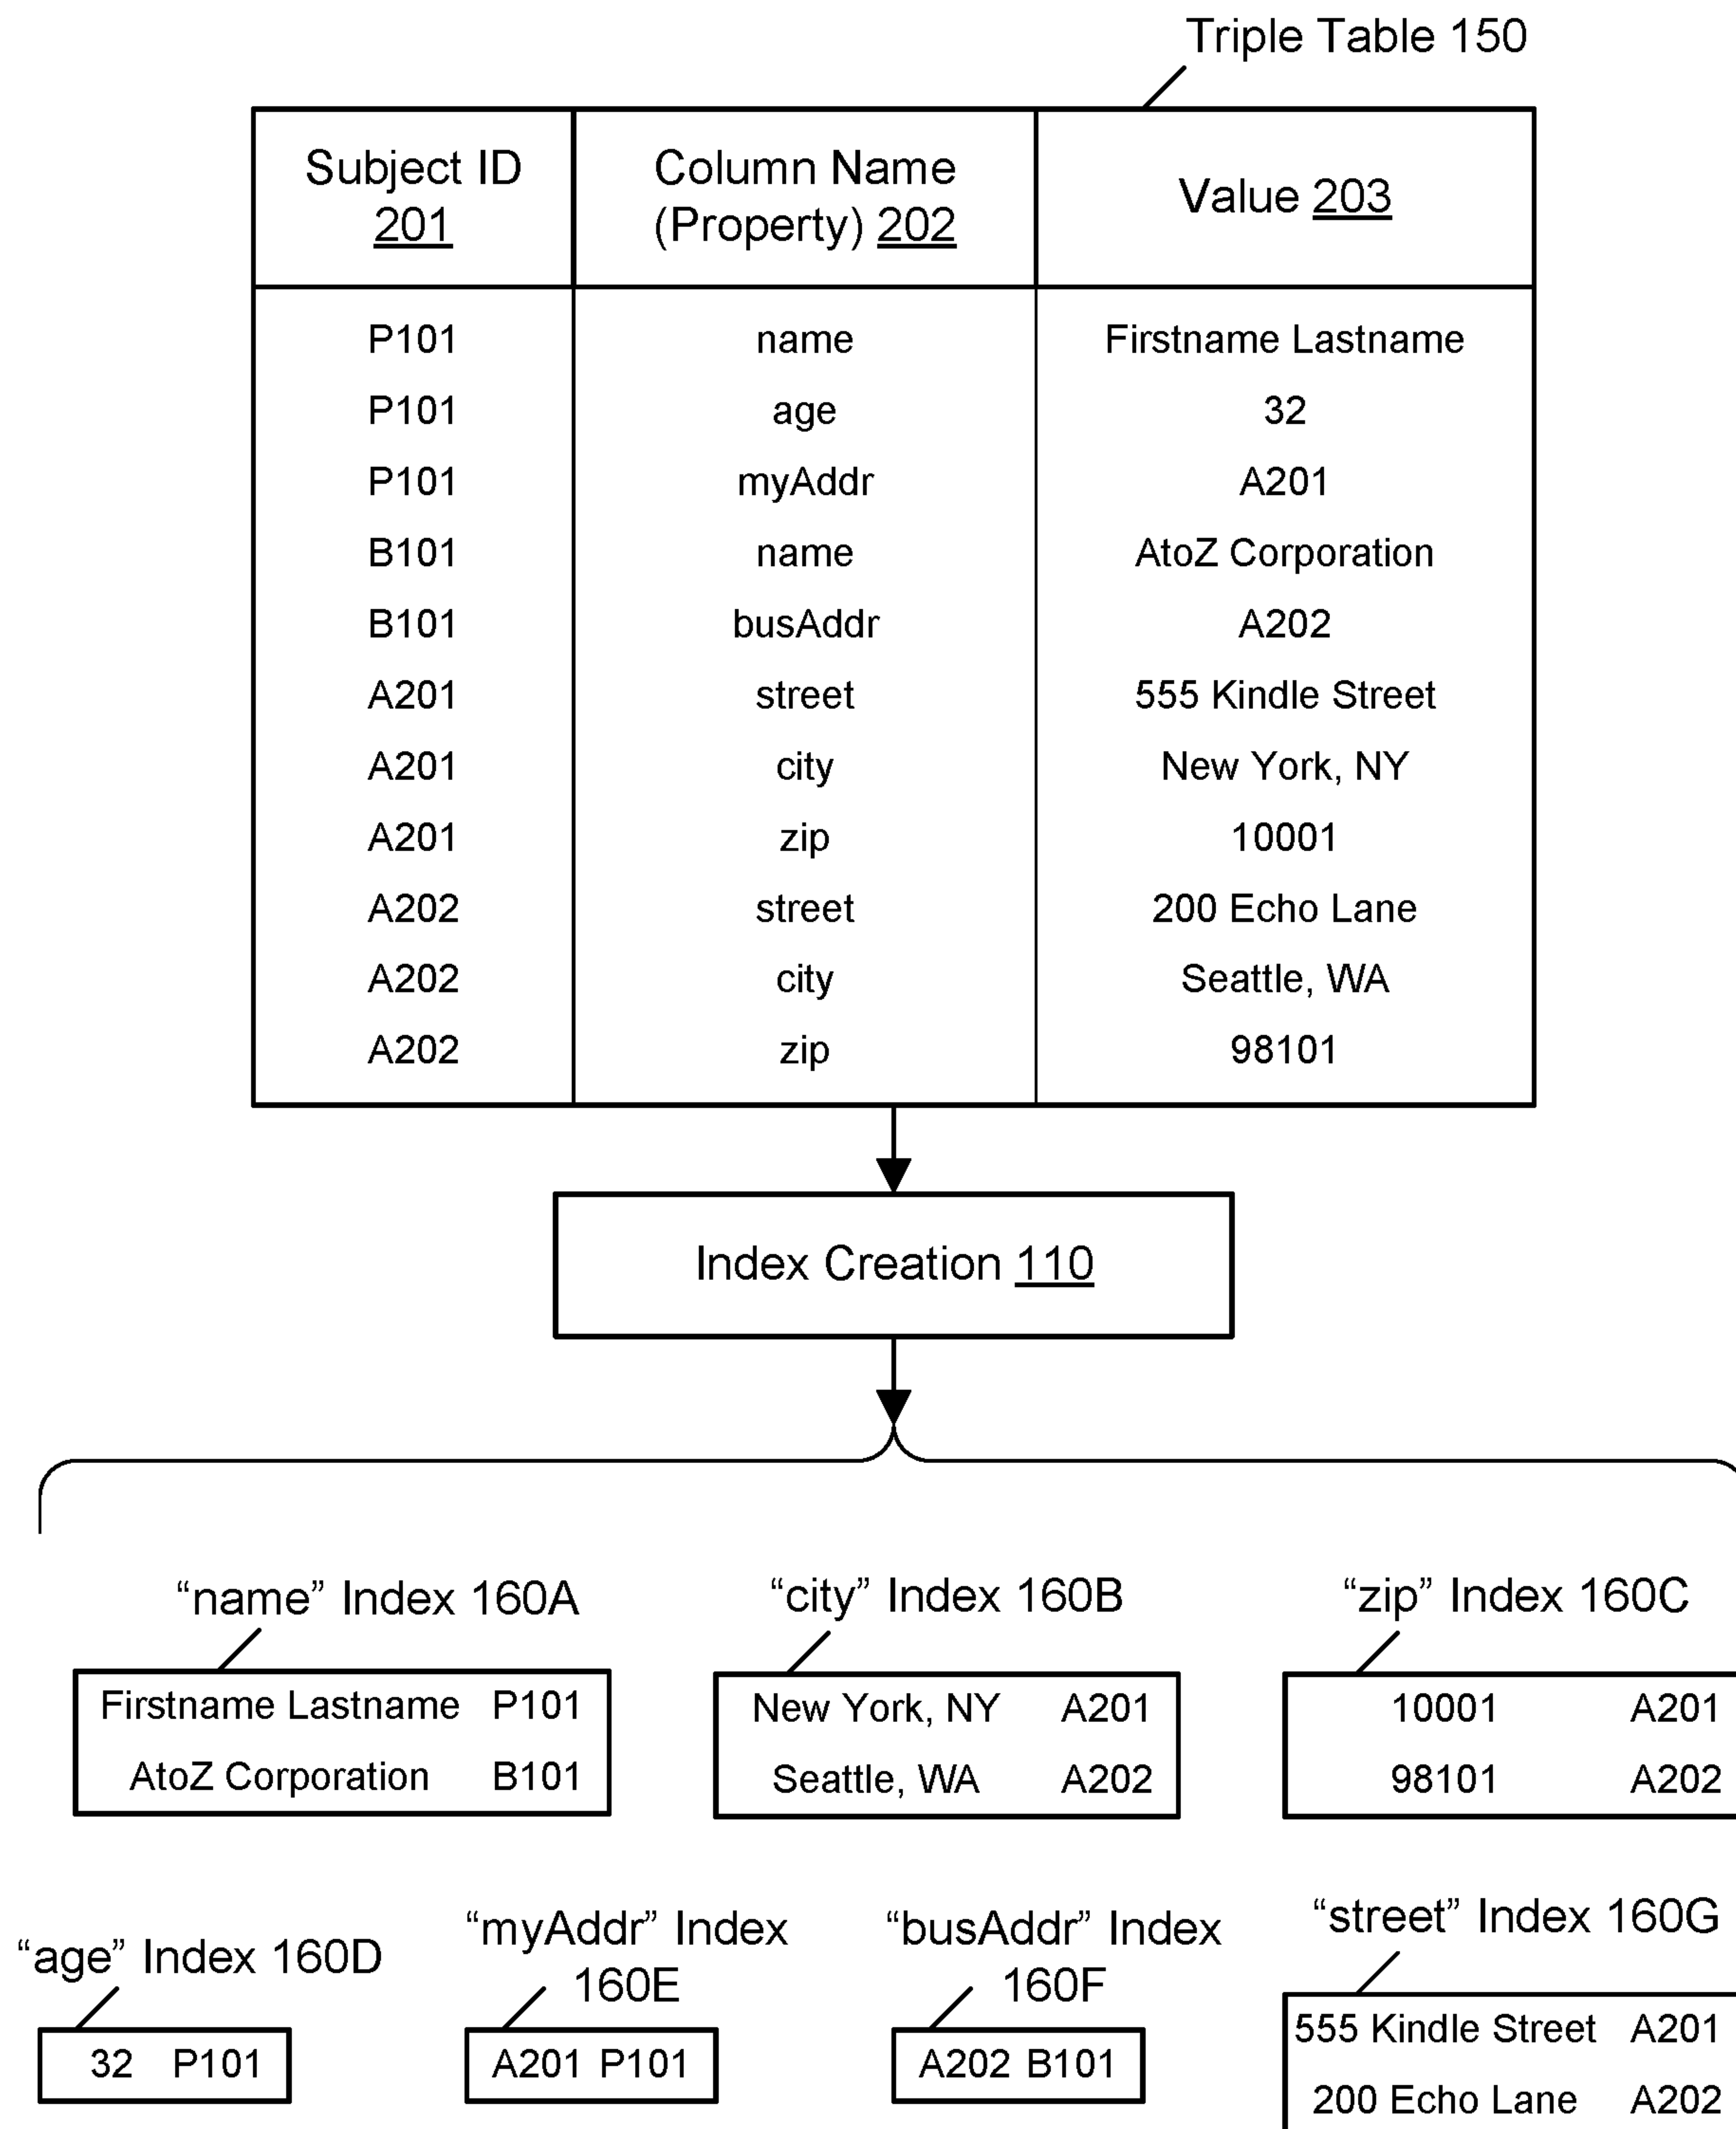 Triple Table 150
Subject ID 201 Column Name (Property) 202 Value 203
P101 name Firstname Lastname
P101 age 32
P101 myAddr A201
B101 name AtoZ Corporation
B101 busAddr A202
A201 street 555 Kindle Street
A201 city New York, NY
A201 zip 10001
A202 street 200 Echo Lane
A202 city Seattle, WA
A202 zip 98101
Index Creation 110
“name” Index 160A
Firstname Lastname P101
AtoZ Corporation B101
“city” Index 160B
New York, NY A201
Seattle, WA A202
“zip” Index 160C
10001 A201
98101 A202
“age” Index 160D
32 P101
“myAddr” Index
160E
A201 P101
“busAddr” Index
160F
A202 B101
“street” Index 160G
555 Kindle Street A201
200 Echo Lane A202